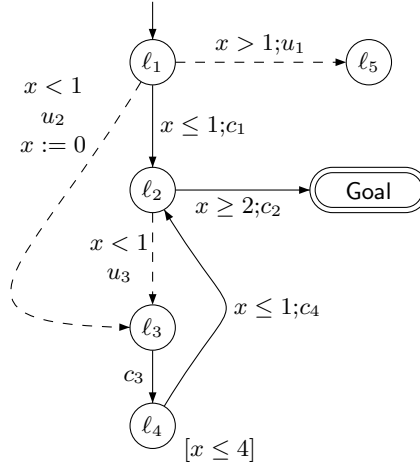 ℓ₁
x > 1;u₁
ℓ₅
x < 1
u₂
x := 0
x ≤ 1;c₁
ℓ₂
x ≥ 2;c₂
Goal
x < 1
u₃
ℓ₃
x ≤ 1;c₄
c₃
ℓ₄
[x ≤ 4]